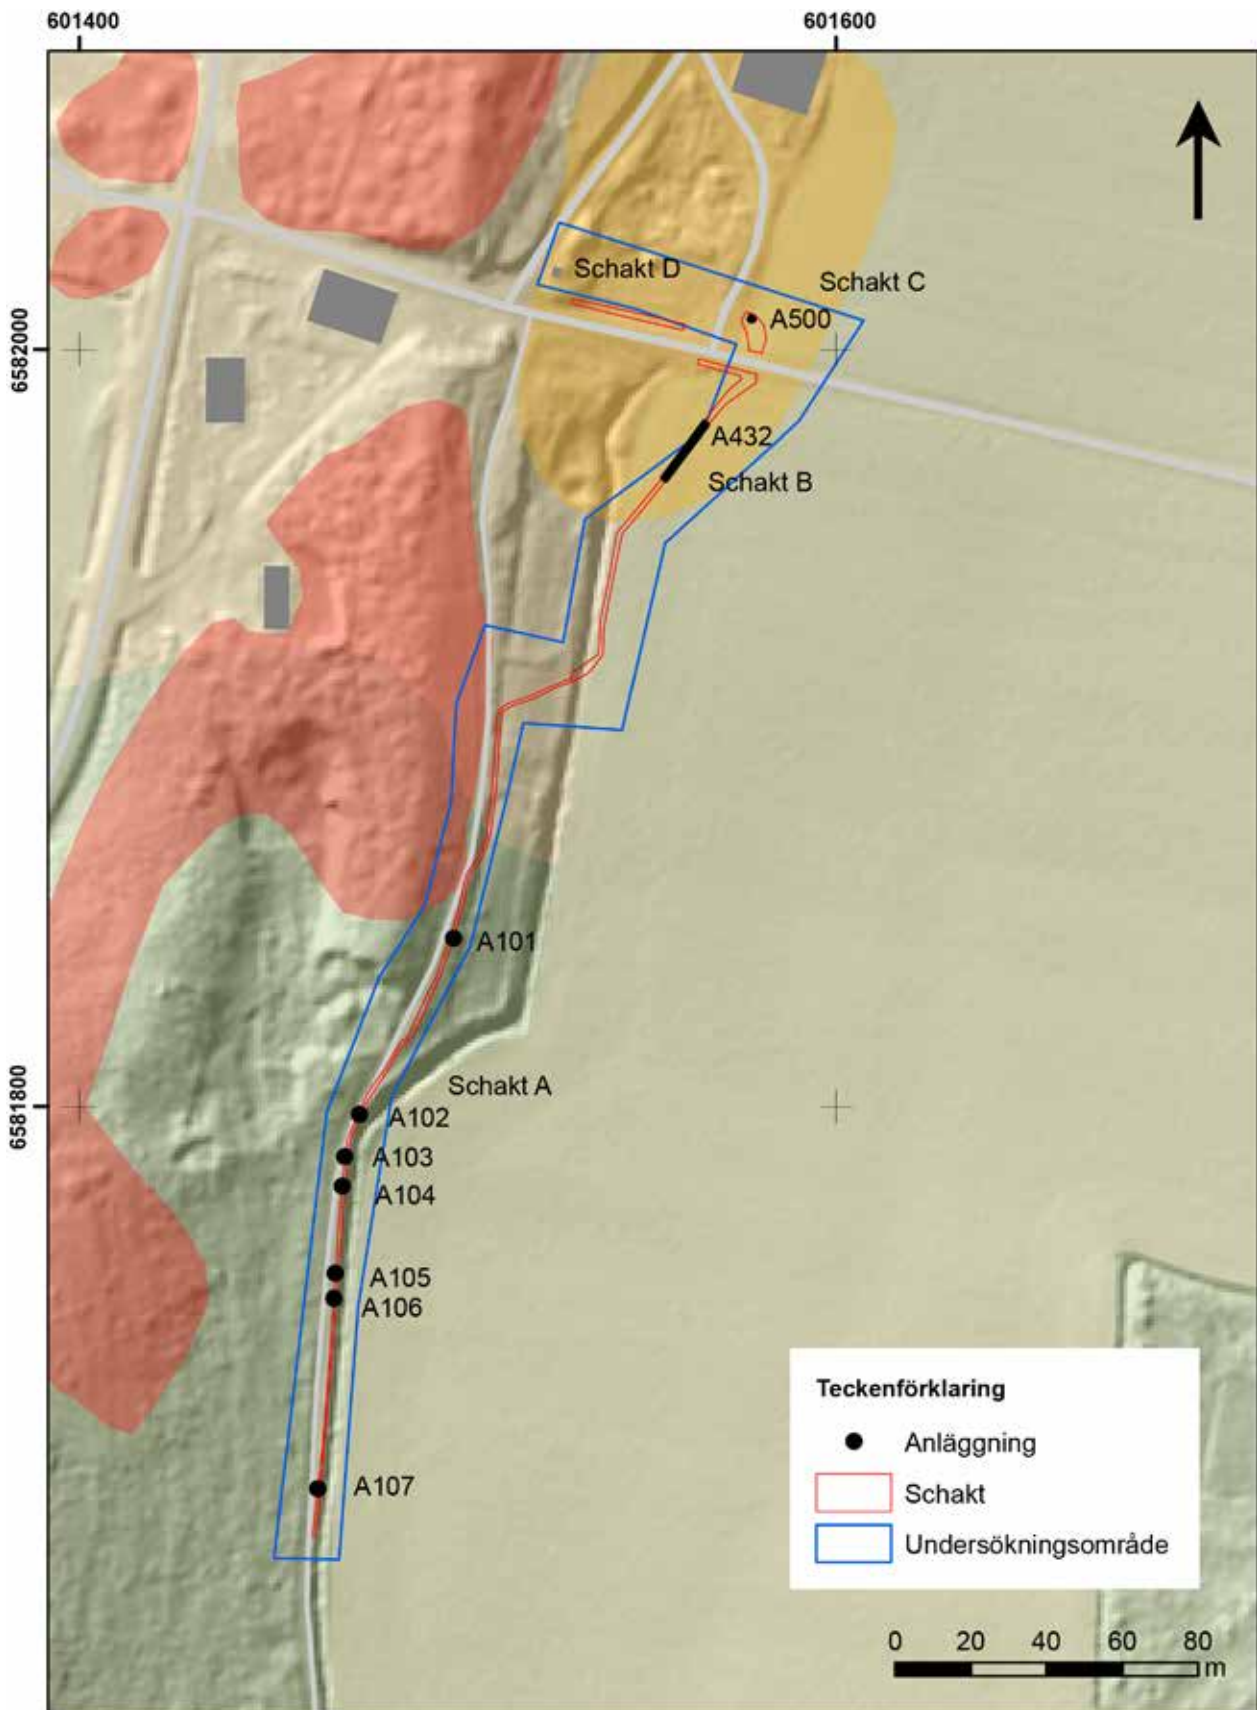 601400
601600
Schakt D
Schakt C
A500
6582000
A432
Schakt B
A101
Schakt A
6581800
A102
A103
A104
A105
A106
A107
Teckenförklaring
Anläggning
Schakt
Undersökningsområde
0 20 40 60 80
m